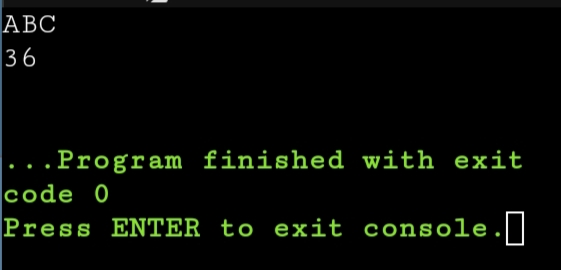 ABC
36
...Program finished with exit
code 0
Press ENTER to exit console.